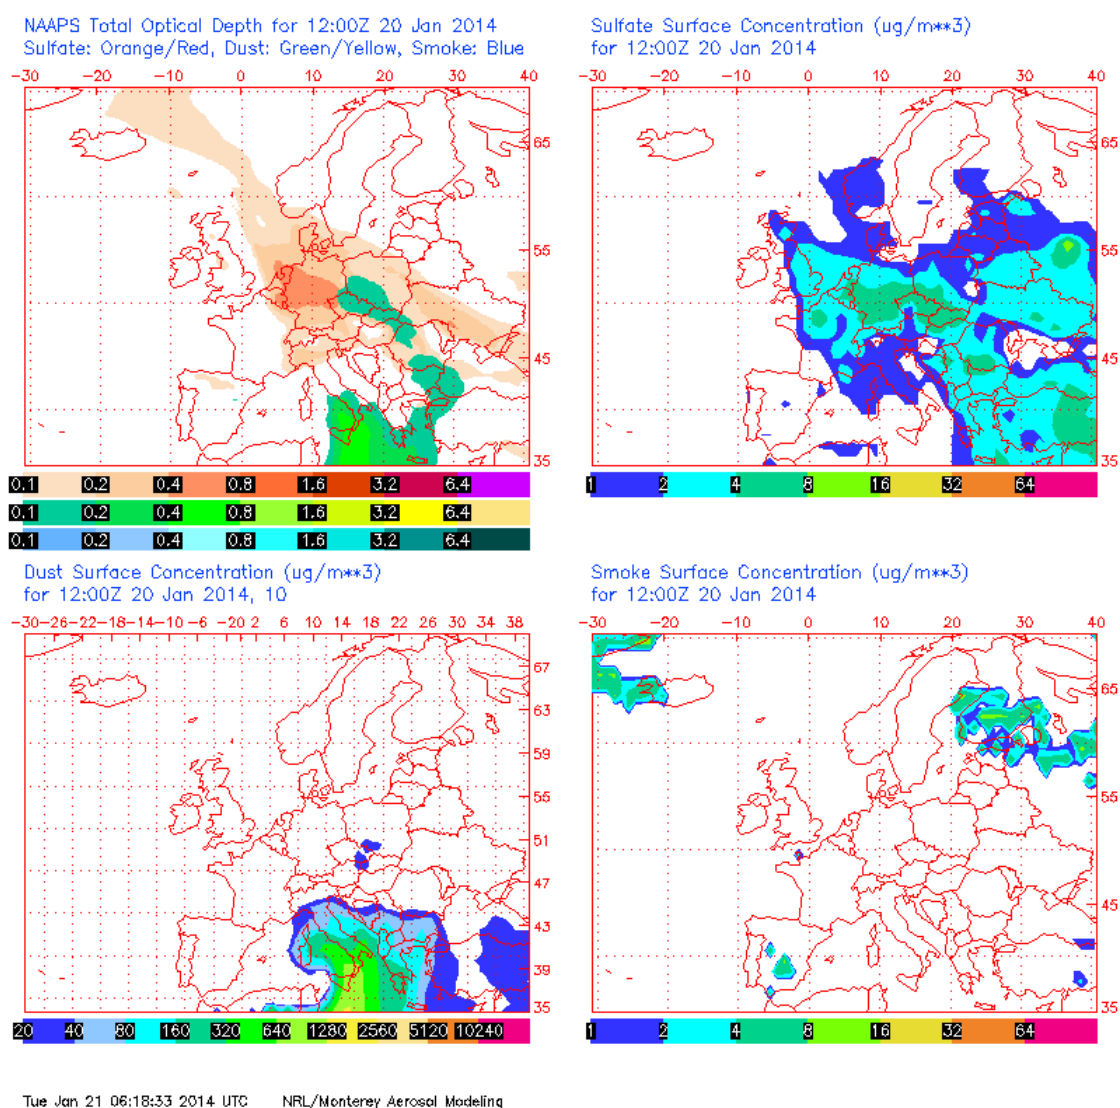 NAAPS Total Optical Depth for 12:00Z 20 Jan 2014
Sulfate: Orange/Red, Dust: Green/Yellow, Smoke: Blue
-30 -20 -10 0 10 20 30 40
65
55
45
35
0.1 0.2 0.4 0.8 1.6 3.2 6.4
0.1 0.2 0.4 0.8 1.6 3.2 6.4
0.1 0.2 0.4 0.8 1.6 3.2 6.4
Sulfate Surface Concentration (ug/m**3)
for 12:00Z 20 Jan 2014
-30 -20 -10 0 10 20 30 40
65
55
45
35
1 2 4 8 16 32 64
Dust Surface Concentration (ug/m**3)
for 12:00Z 20 Jan 2014, 10
-30-26-22-18-14-10 -6 -2 0 2 6 10 14 18 22 26 30 34 38
67
63
59
55
51
47
43
39
35
20 40 80 160 320 640 1280 2560 5120 10240
Smoke Surface Concentration (ug/m**3)
for 12:00Z 20 Jan 2014
-30 -20 -10 0 10 20 30 40
65
55
45
35
1 2 4 8 16 32 64
Tue Jan 21 06:18:33 2014 UTC NRL/Monterey Aerosol Modeling